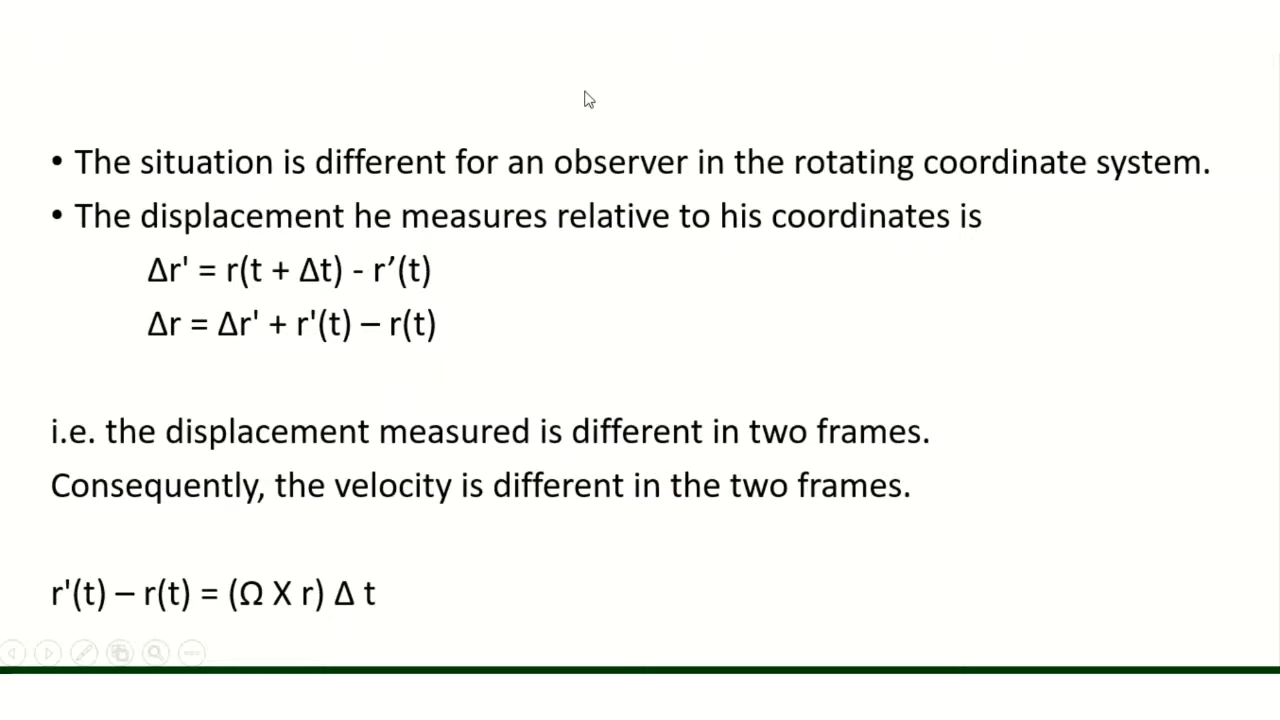 • The situation is different for an observer in the rotating coordinate system.
• The displacement he measures relative to his coordinates is
Δr' = r(t + Δt) - r’(t)
Δr = Δr' + r'(t) – r(t)
i.e. the displacement measured is different in two frames.
Consequently, the velocity is different in the two frames.
r'(t) – r(t) = (Ω X r) Δ t